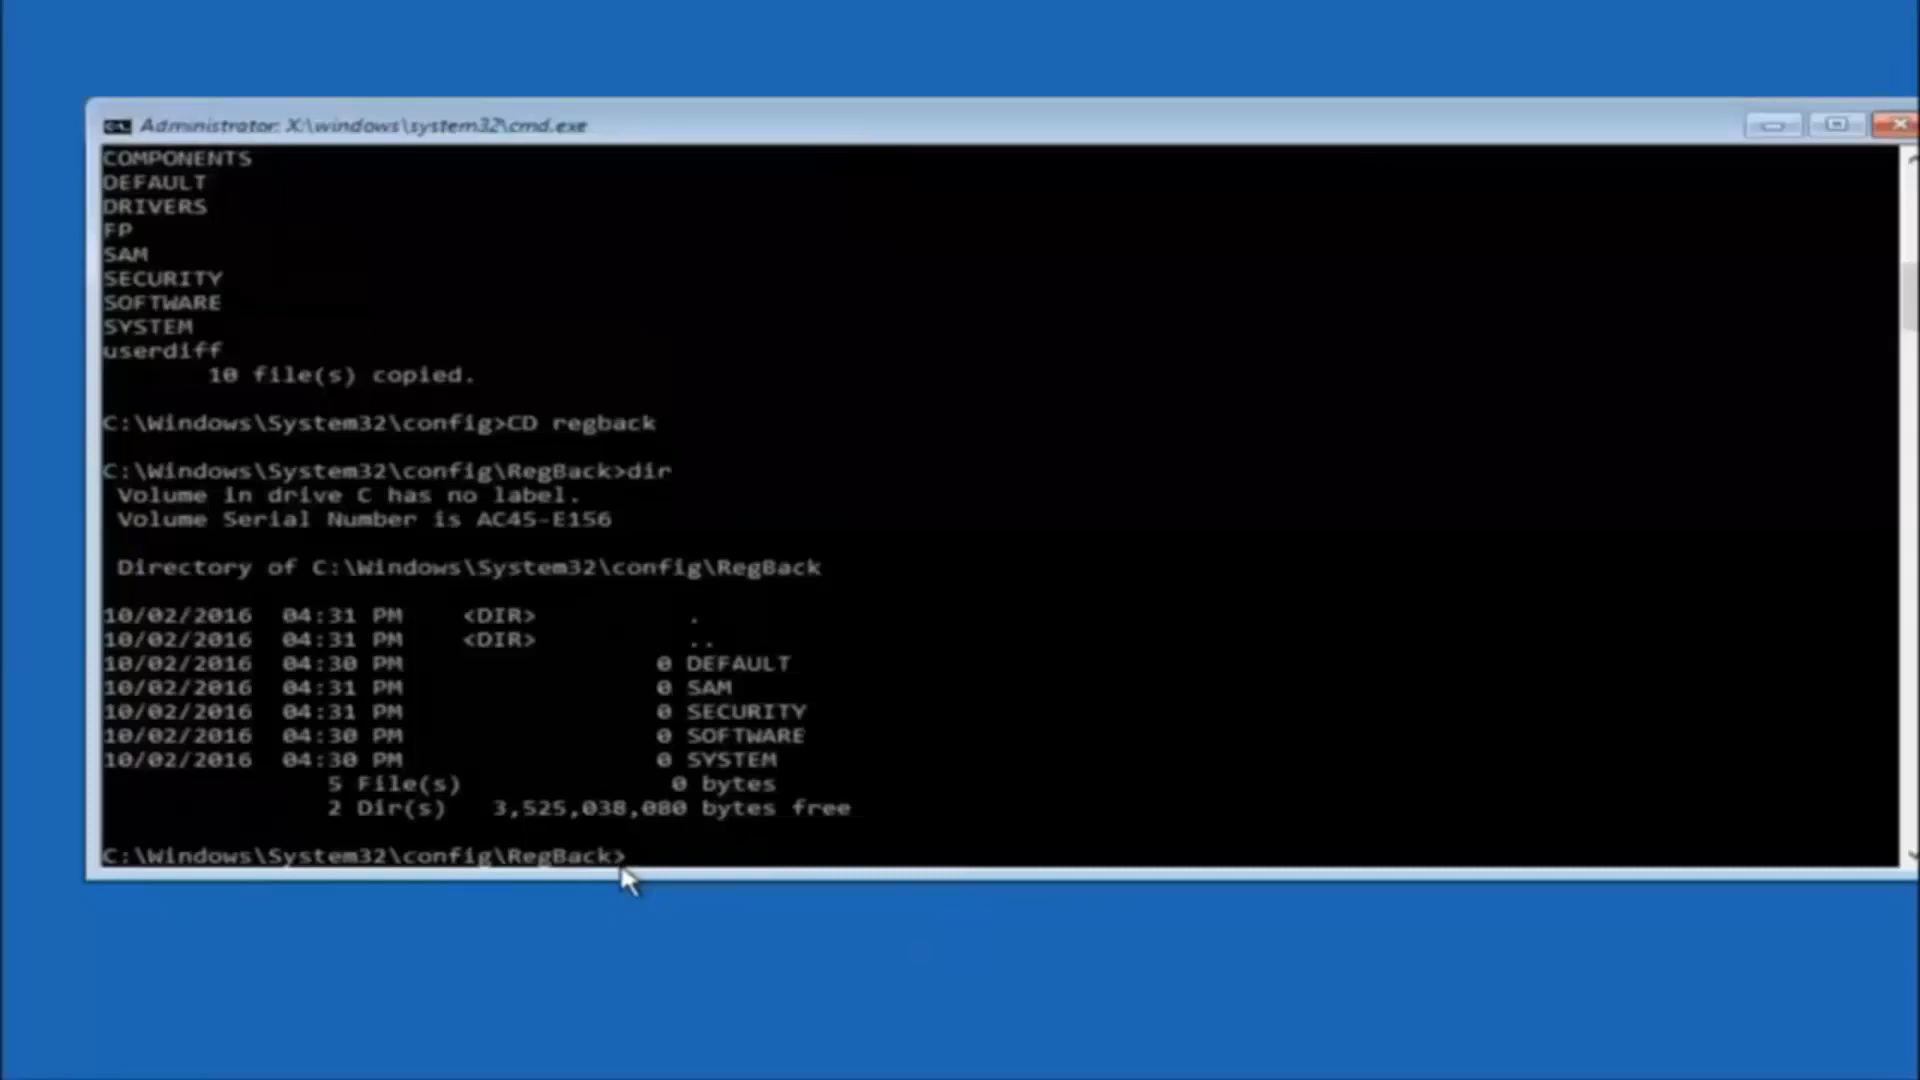 Administrator: X:\windows\system32\cmd.exe
COMPONENTS
DEFAULT
DRIVERS
FP
SAM
SECURITY
SOFTWARE
SYSTEM
userdiff
10 file(s) copied.
C:\Windows\System32\config>CD regback
C:\Windows\System32\config\RegBack>dir
Volume in drive C has no label.
Volume Serial Number is AC45-E156
Directory of C:\Windows\System32\config\RegBack
10/02/2016 04:31 PM <DIR> .
10/02/2016 04:31 PM <DIR> ..
10/02/2016 04:30 PM 0 DEFAULT
10/02/2016 04:31 PM 0 SAM
10/02/2016 04:31 PM 0 SECURITY
10/02/2016 04:30 PM 0 SOFTWARE
10/02/2016 04:30 PM 0 SYSTEM
5 File(s) 0 bytes
2 Dir(s) 3,525,038,080 bytes free
C:\Windows\System32\config\RegBack>